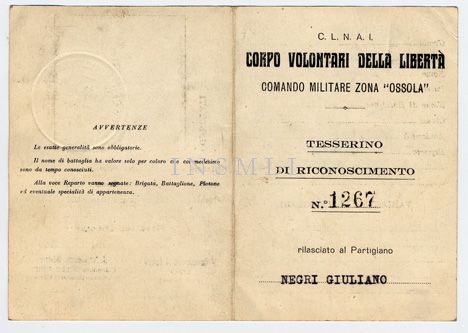 AVVERTENZE
Le esatte generalità sono obbligatorie.
Il nome di battaglia ha valore solo per coloro che col medesimo
sono da tempo conosciuti.
Alla voce Reparto vanno segnate: Brigata, Battaglione, Plotone
ed eventuale specialità di appartenenza.
C. L. N. A. I.
CORPO VOLONTARI DELLA LIBERTÀ
COMANDO MILITARE ZONA "OSSOLA"
TESSERINO
DI RICONOSCIMENTO
N.° 1267
rilasciato al Partigiano
NEGRI GIULIANO
INSMLI